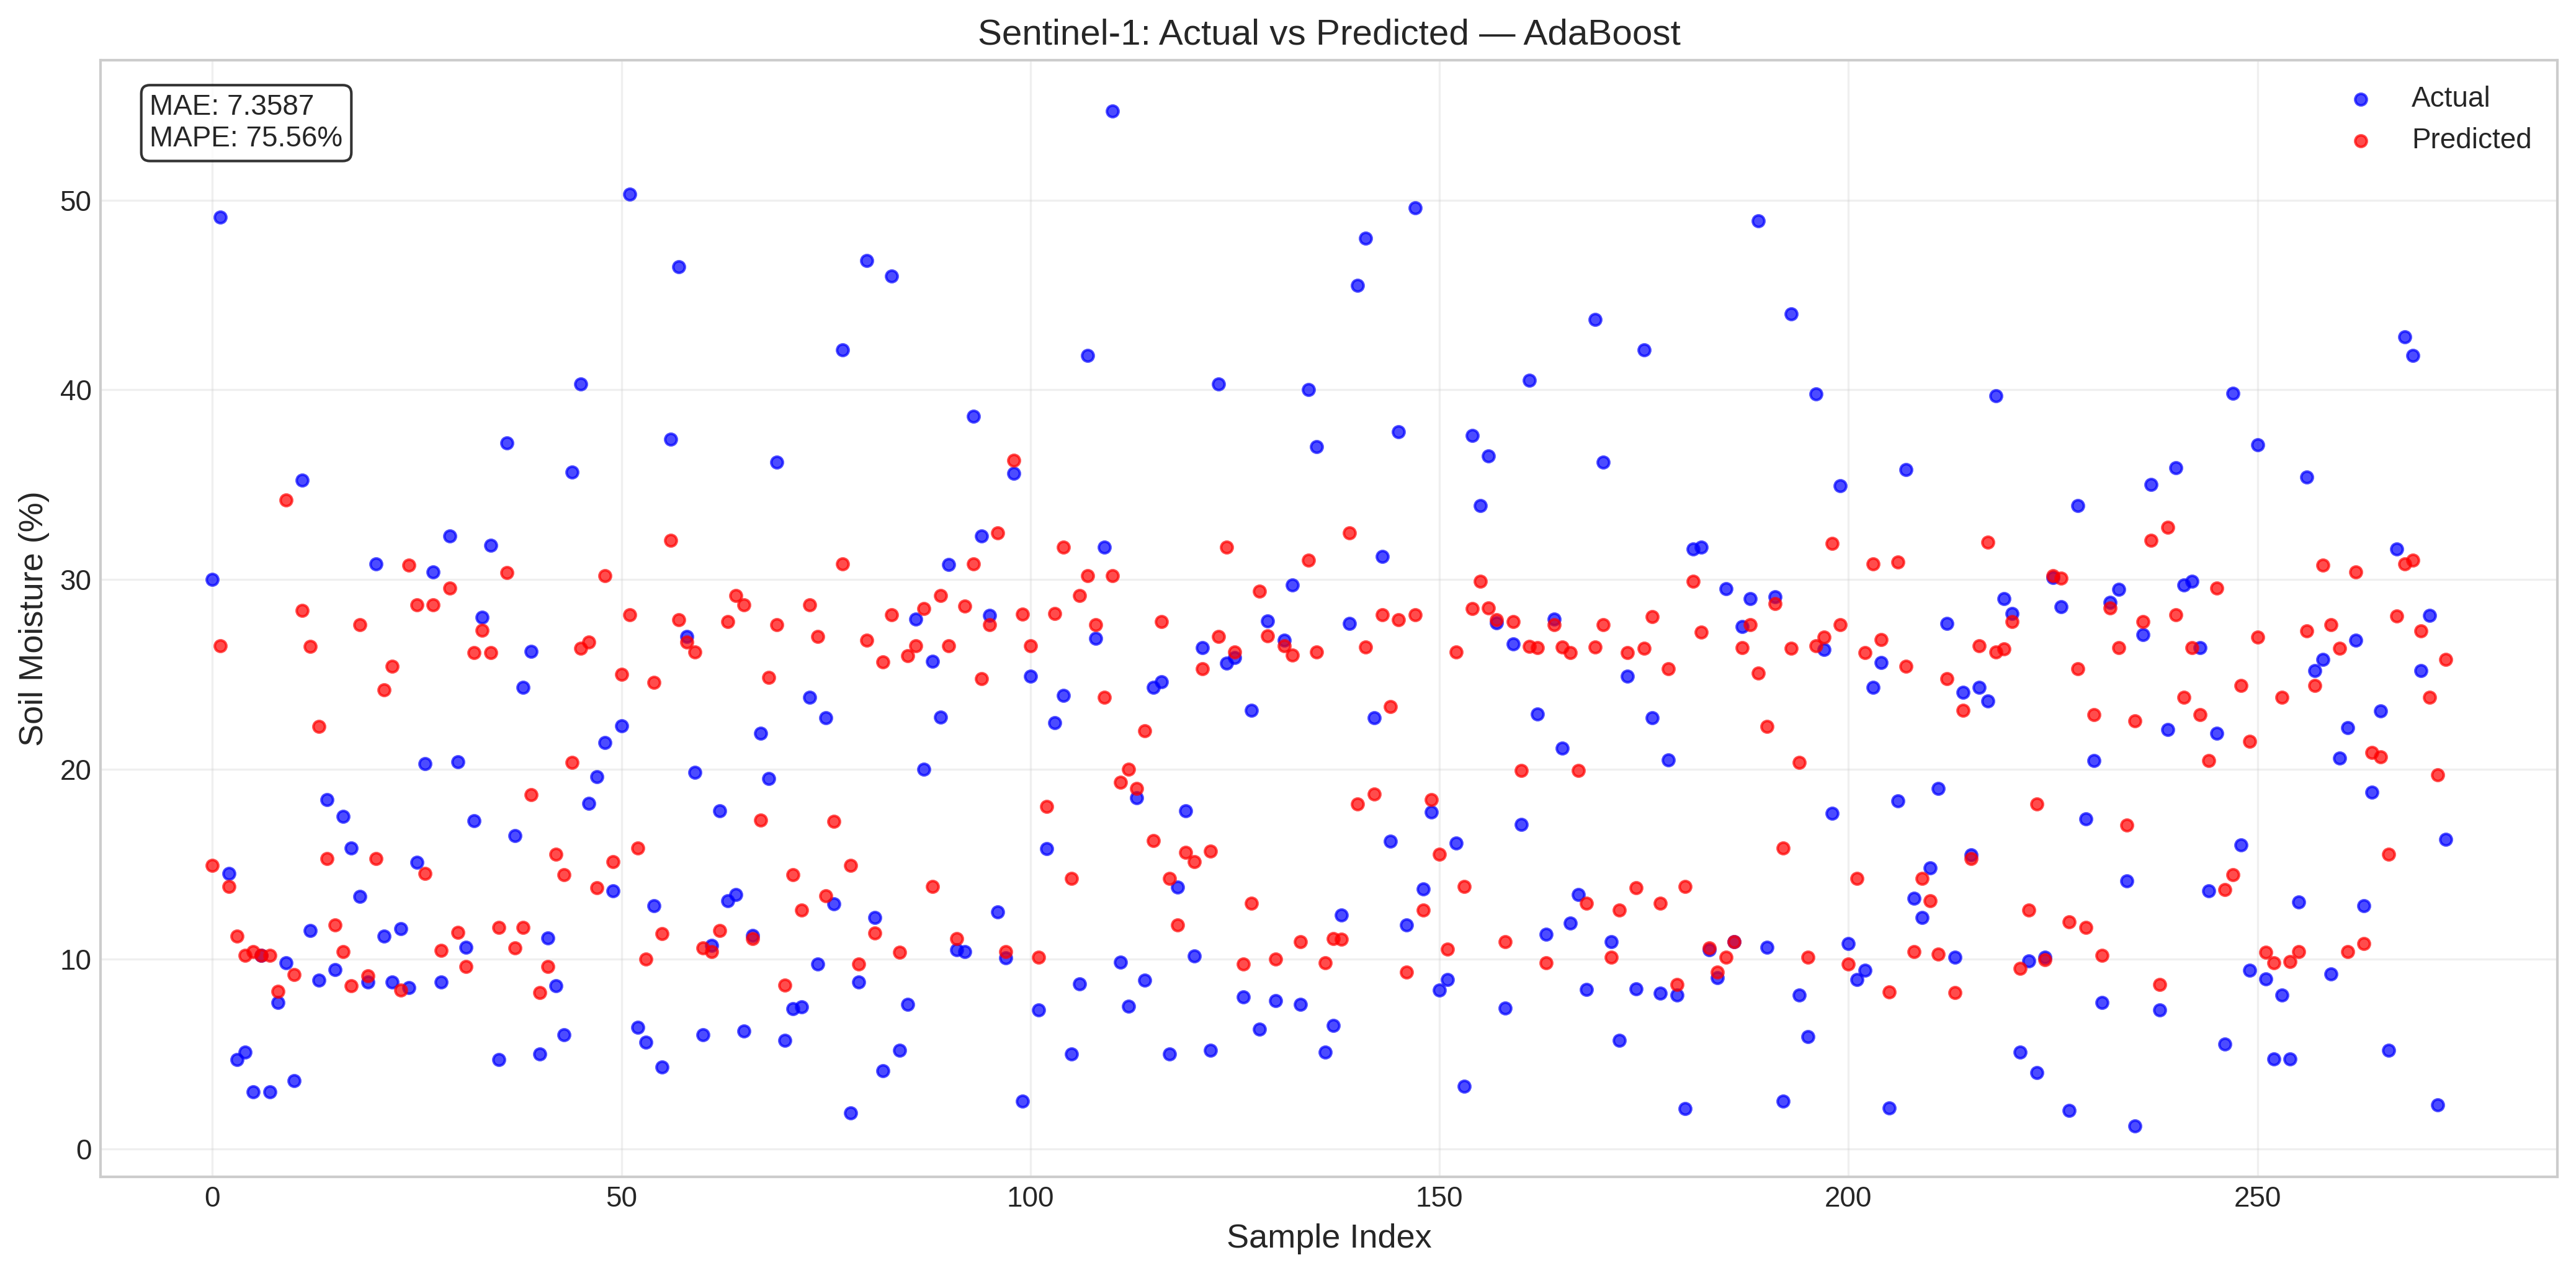 Sentinel-1: Actual vs Predicted — AdaBoost
MAE: 7.3587
MAPE: 75.56%
Actual
Predicted
Soil Moisture (%)
50
40
30
20
10
0
0
50
100
150
200
250
Sample Index